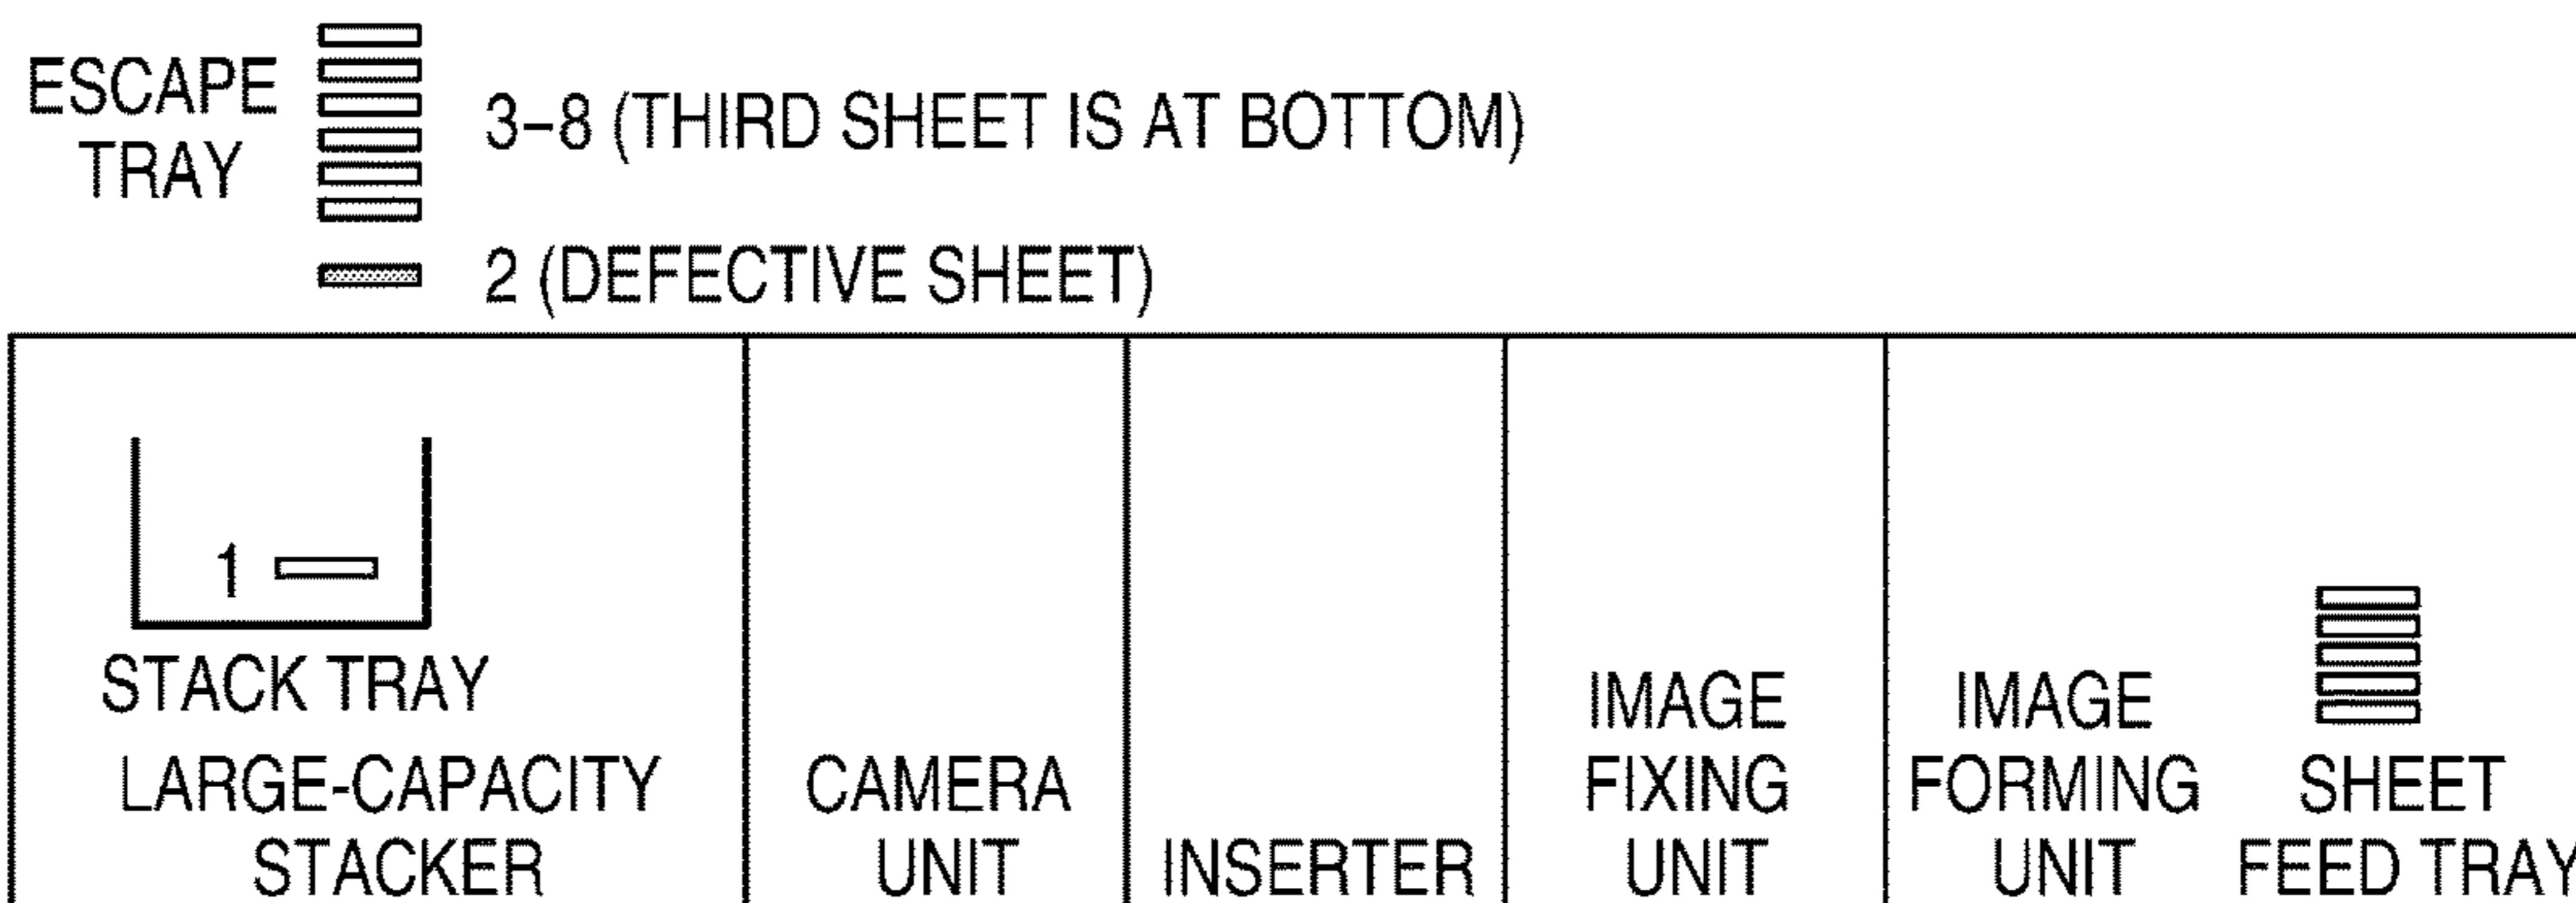 ESCAPE
TRAY
3-8 (THIRD SHEET IS AT BOTTOM)
2 (DEFECTIVE SHEET)
1
STACK TRAY
LARGE-CAPACITY
STACKER
CAMERA
UNIT
INSERTER
IMAGE
FIXING
UNIT
IMAGE
FORMING
UNIT
SHEET
FEED TRAY